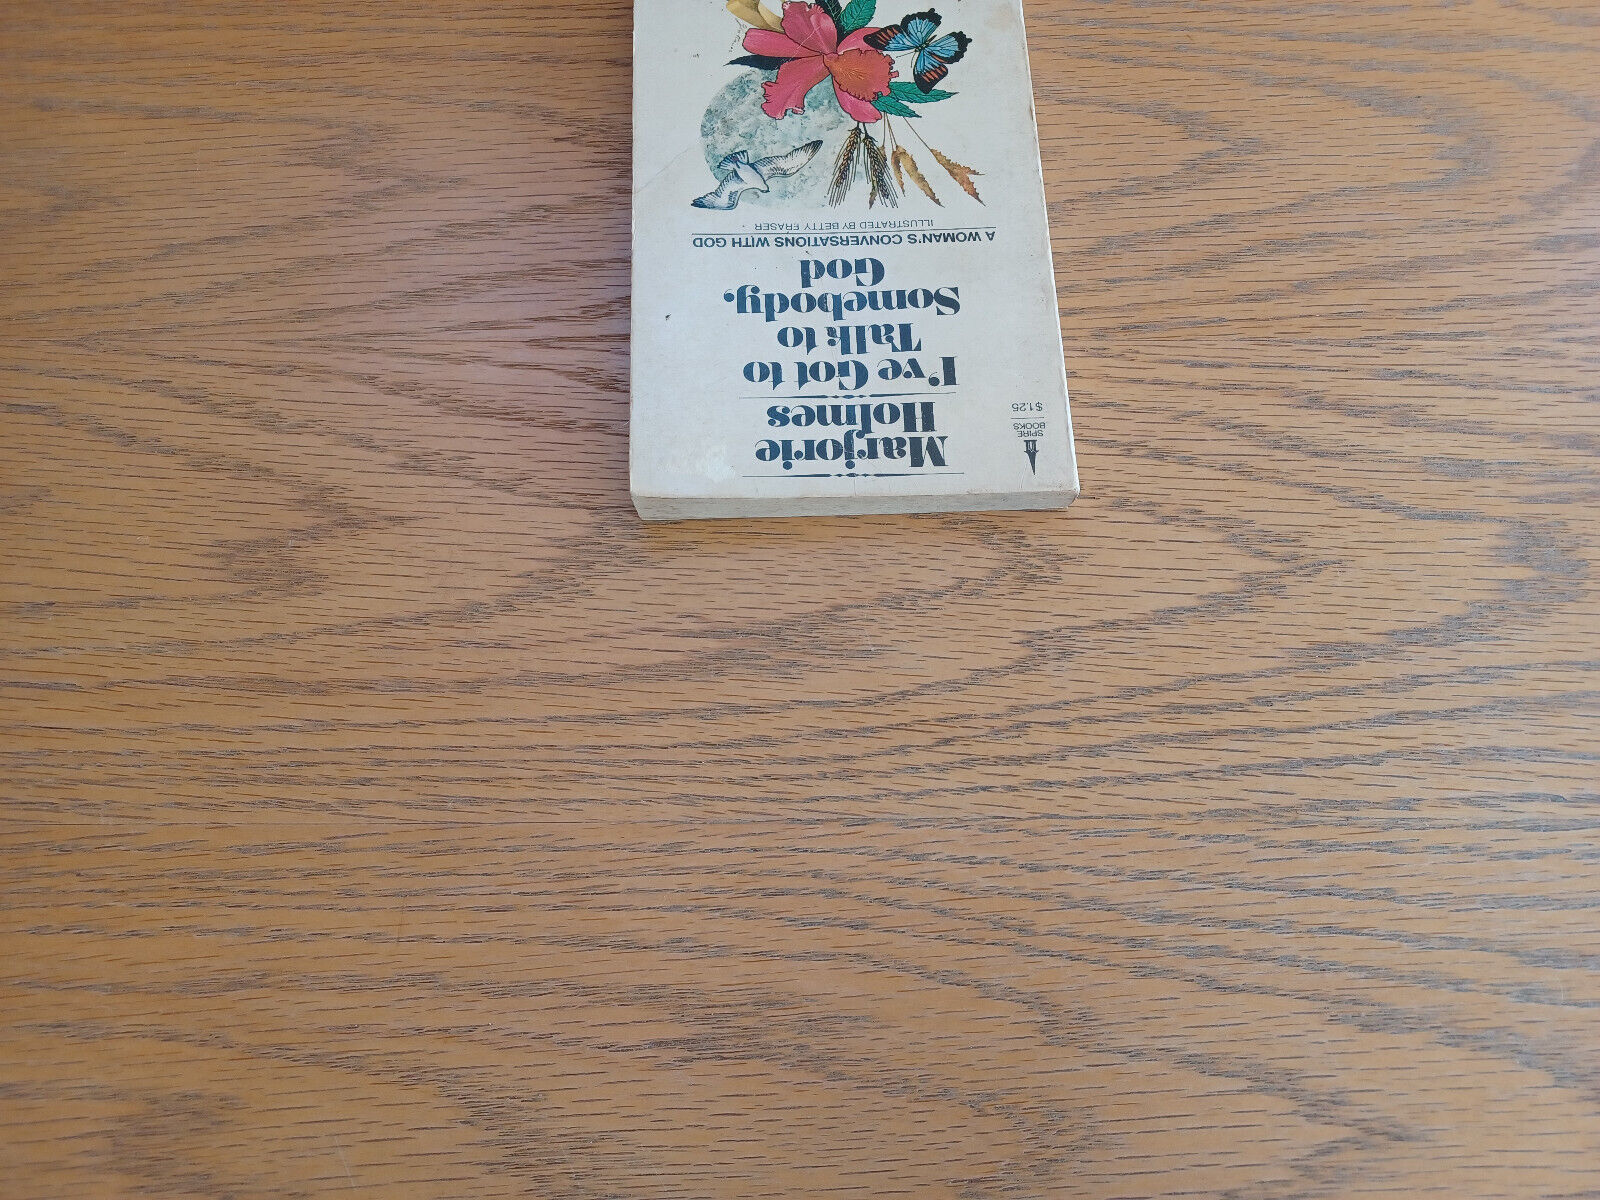 Marjorie
Holmes
SPIRE
BOOKS
$1.25
I've Got to
Talk to
Somebody,
God
A WOMAN'S CONVERSATIONS WITH GOD
ILLUSTRATED BY BETTY FRASER